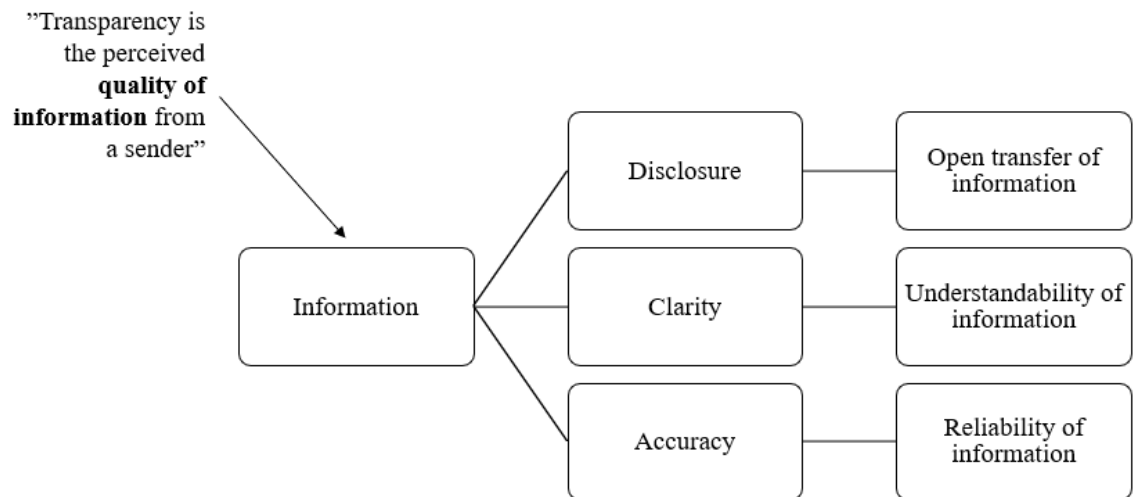 ”Transparency is
the perceived
quality of
information from
a sender”
Information
Disclosure
Open transfer of
information
Clarity
Understandability of
information
Accuracy
Reliability of
information